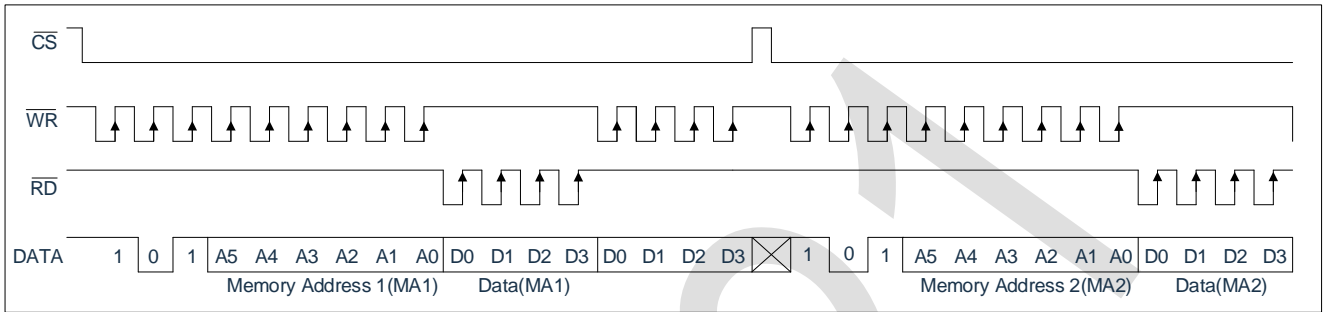 CS
WR
RD
DATA 1 0 1 A5 A4 A3 A2 A1 A0 D0 D1 D2 D3 D0 D1 D2 D3 1 0 1 A5 A4 A3 A2 A1 A0 D0 D1 D2 D3
Memory Address 1(MA1) Data(MA1) Memory Address 2(MA2) Data(MA2)